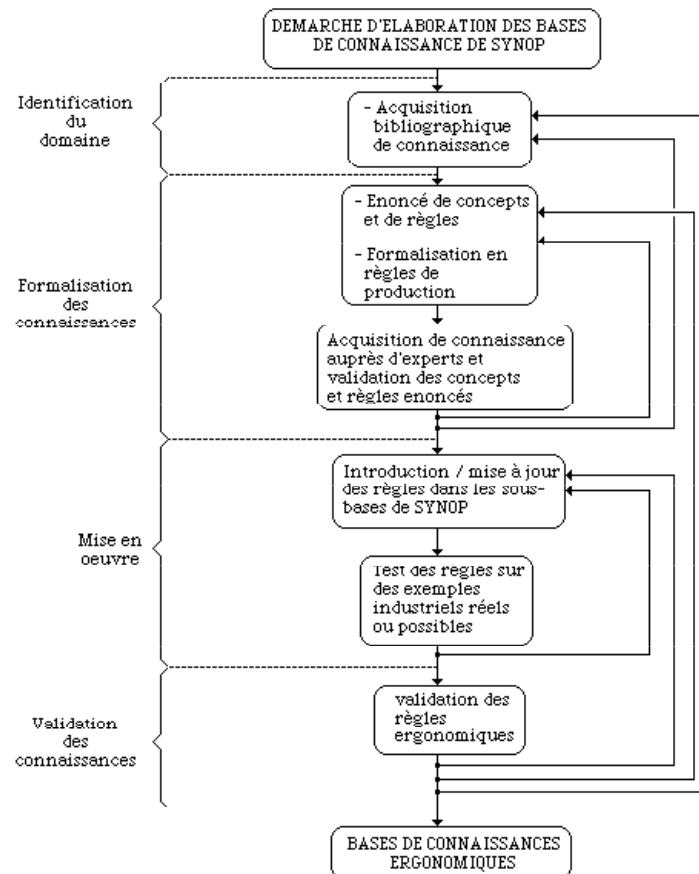 DEMARCHE D'ELABORATION DES BASES
DE CONNAISSANCE DE SYNOP
Identification
du
domaine
- Acquisition
bibliographique
de connaissance
Formalisation
des
connaissances
- Enoncé de concepts
et de règles
- Formalisation en
règles de
production
Acquisition de connaissance
auprès d'experts et
validation des concepts
et règles enoncés
Mise en
oeuvre
Introduction / mise à jour
des règles dans les sous-
bases de SYNOP
Test des règles sur
des exemples
industriels réels
ou possibles
Validation
des
connaissances
validation des
règles
ergonomiques
BASES DE CONNAISSANCES
ERGONOMIQUES